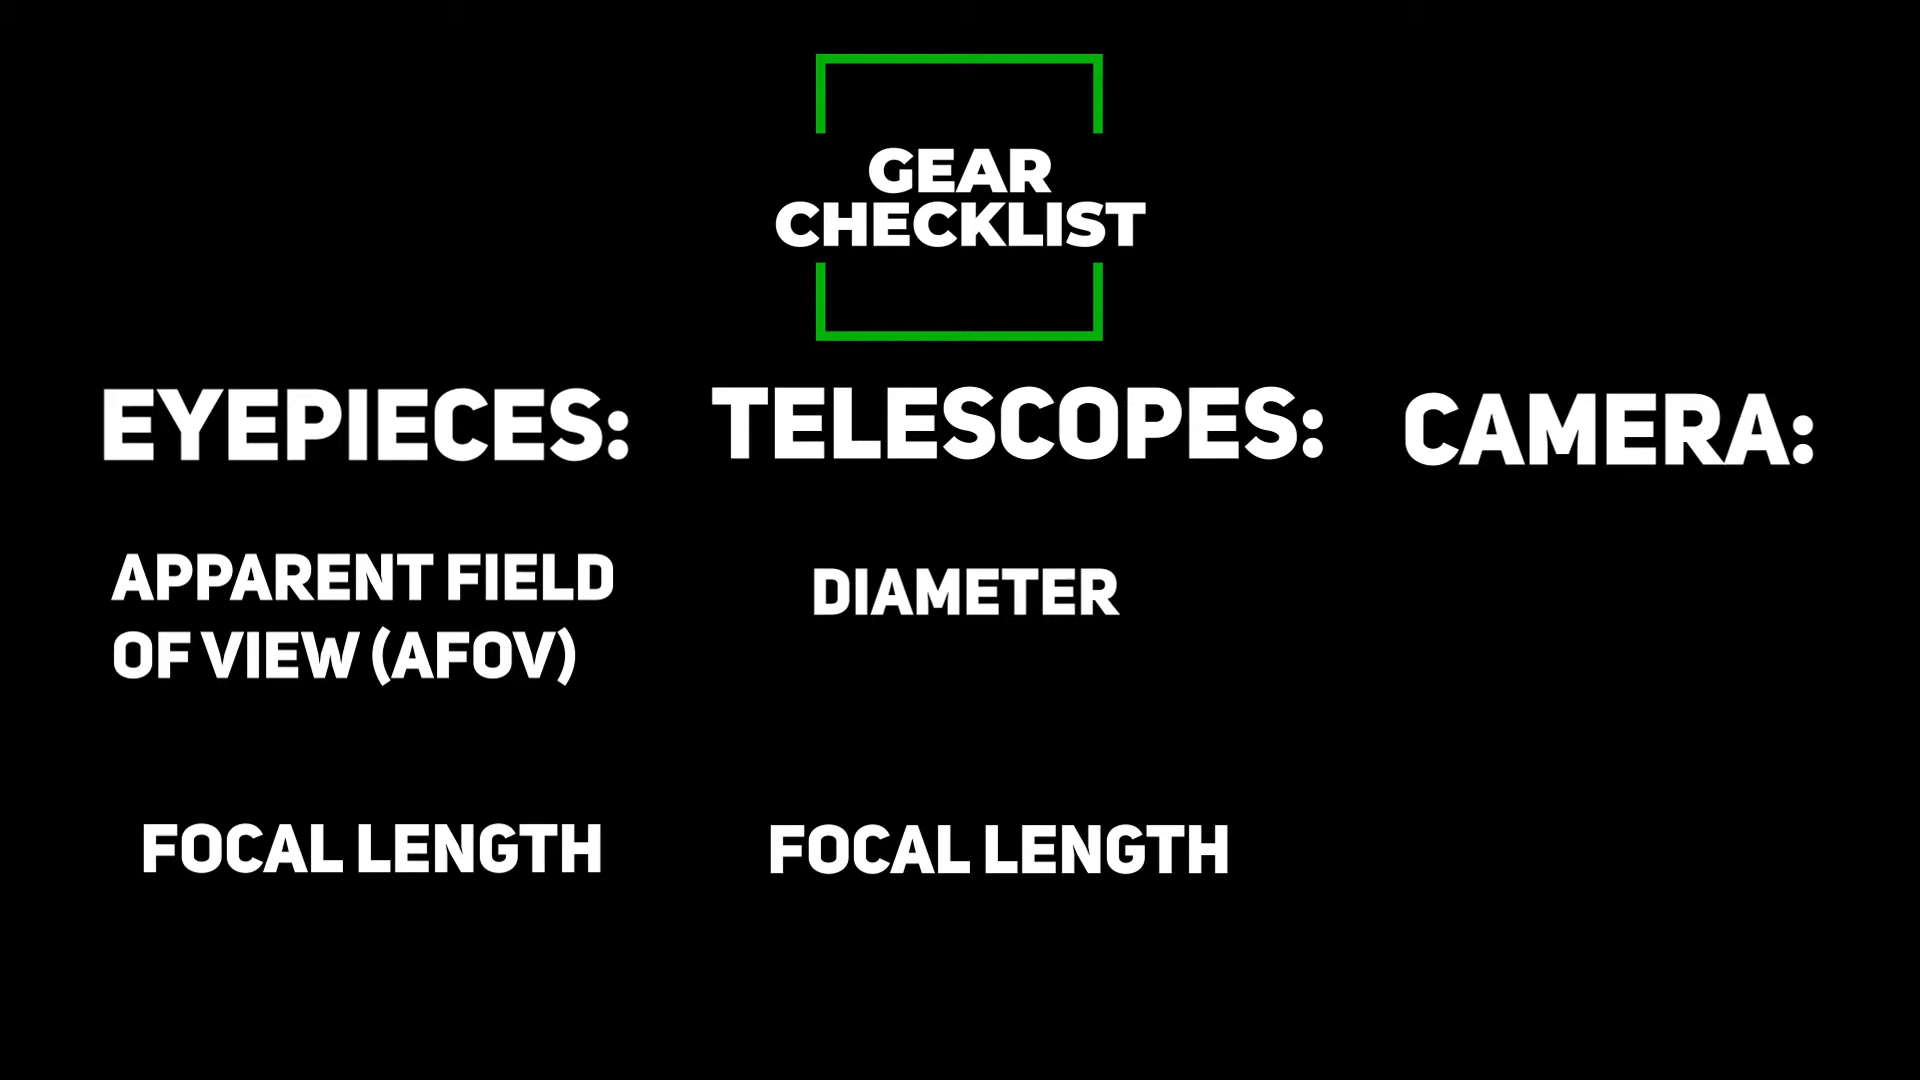 GEAR
CHECKLIST
EYEPIECES:
APPARENT FIELD
OF VIEW (AFOV)
FOCAL LENGTH
TELESCOPES:
DIAMETER
FOCAL LENGTH
CAMERA: